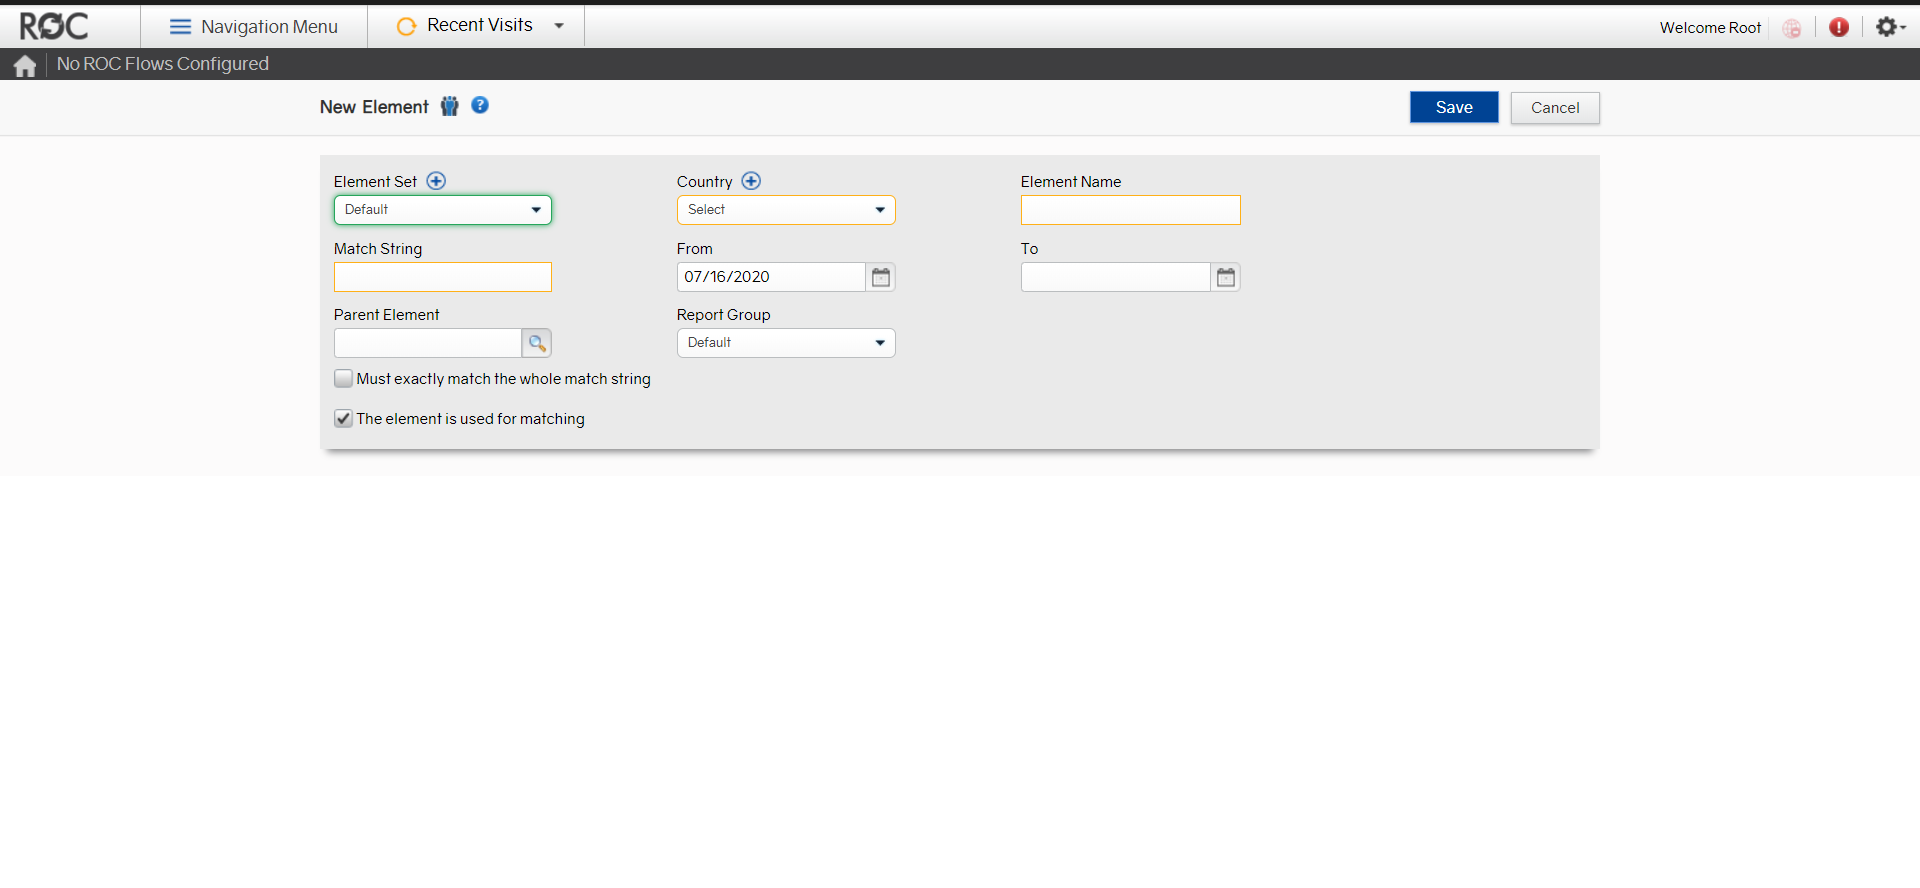 ROC Navigation Menu Recent Visits Welcome Root
No ROC Flows Configured
New Element Save Cancel
Element Set Country Element Name
Default Select
Match String From To
07/16/2020
Parent Element Report Group
Default
Must exactly match the whole match string
The element is used for matching